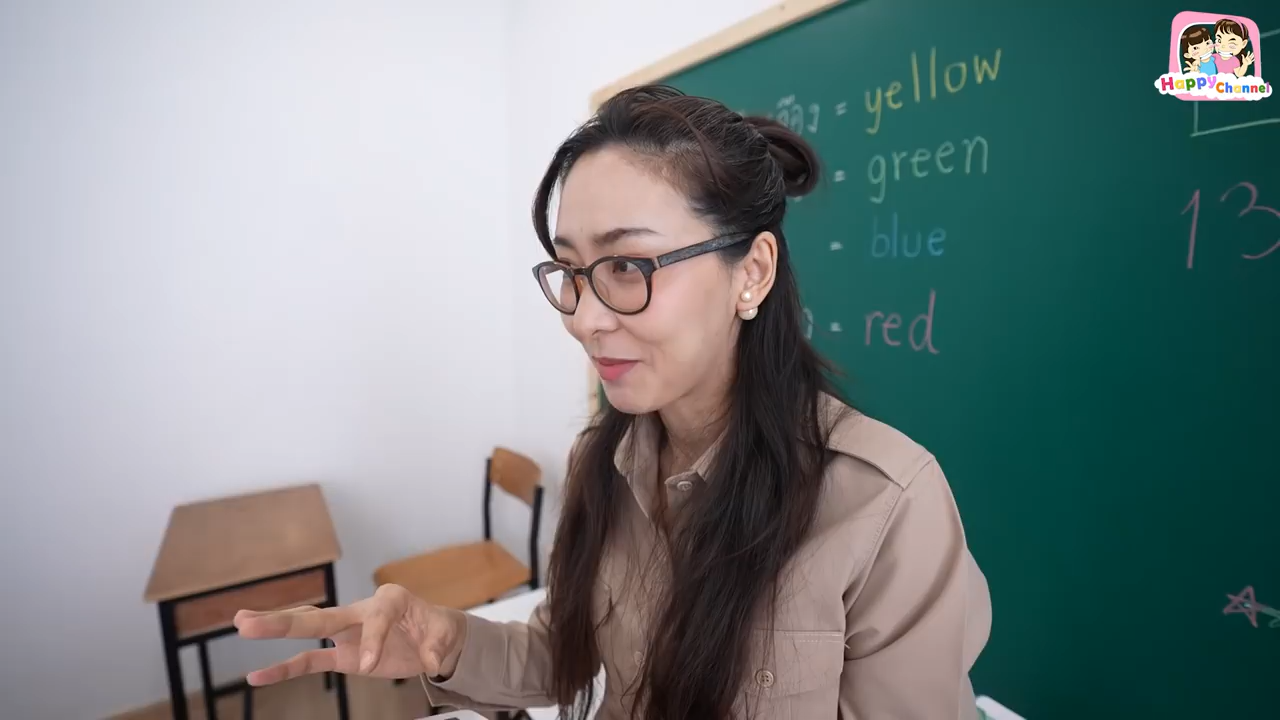 Happy Channel
= yellow
= green
= blue
= red
13